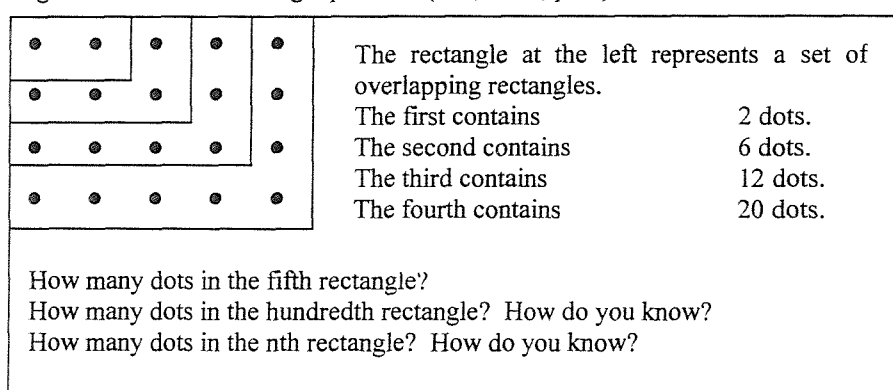 The rectangle at the left represents a set of
overlapping rectangles.
The first contains 2 dots.
The second contains 6 dots.
The third contains 12 dots.
The fourth contains 20 dots.
How many dots in the fifth rectangle?
How many dots in the hundredth rectangle? How do you know?
How many dots in the nth rectangle? How do you know?